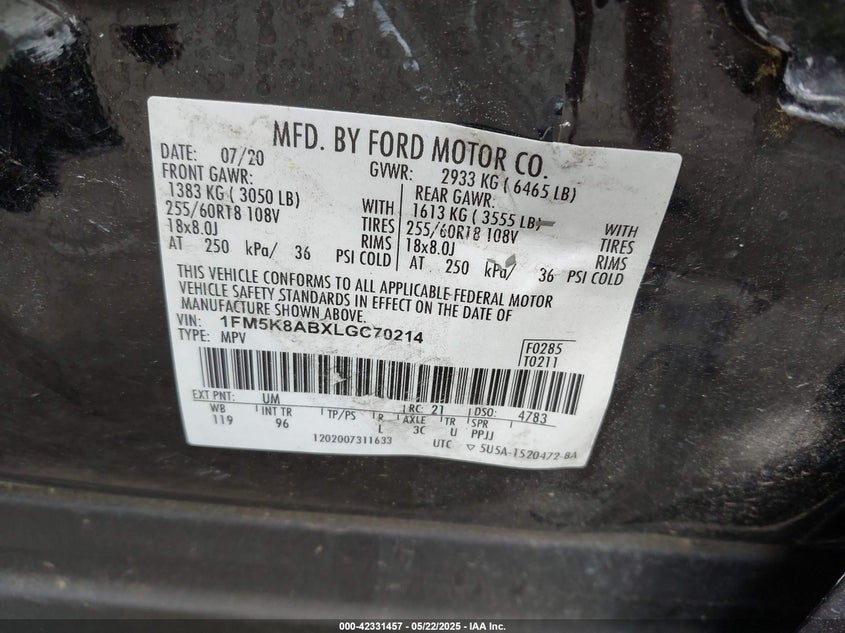 MFD. BY FORD MOTOR CO.
DATE: 07/20 GVWR: 2933 KG ( 6465 LB)
FRONT GAWR: REAR GAWR:
1383 KG ( 3050 LB) WITH 1613 KG ( 3555 LB) WITH
255/60R18 108V TIRES 255/60R18 108V TIRES
18x8.0J RIMS 18x8.0J RIMS
AT 250 kPa/ 36 PSI COLD AT 250 kPa/ 36 PSI COLD
THIS VEHICLE CONFORMS TO ALL APPLICABLE FEDERAL MOTOR
VEHICLE SAFETY STANDARDS IN EFFECT ON THE DATE OF
MANUFACTURE SHOWN ABOVE.
VIN: 1FM5K8ABXLGC70214
TYPE: MPV
F0285
T0211
EXT PNT: UM RC: 21 DSO: 4783
WB INT TR TP/PS R AXLE TR SPR
119 96 L 3C U PPJJ
1202007311633 UTC ▽ 5U5A-1520472-BA
000-42331457 - 05/22/2025 - IAA Inc.